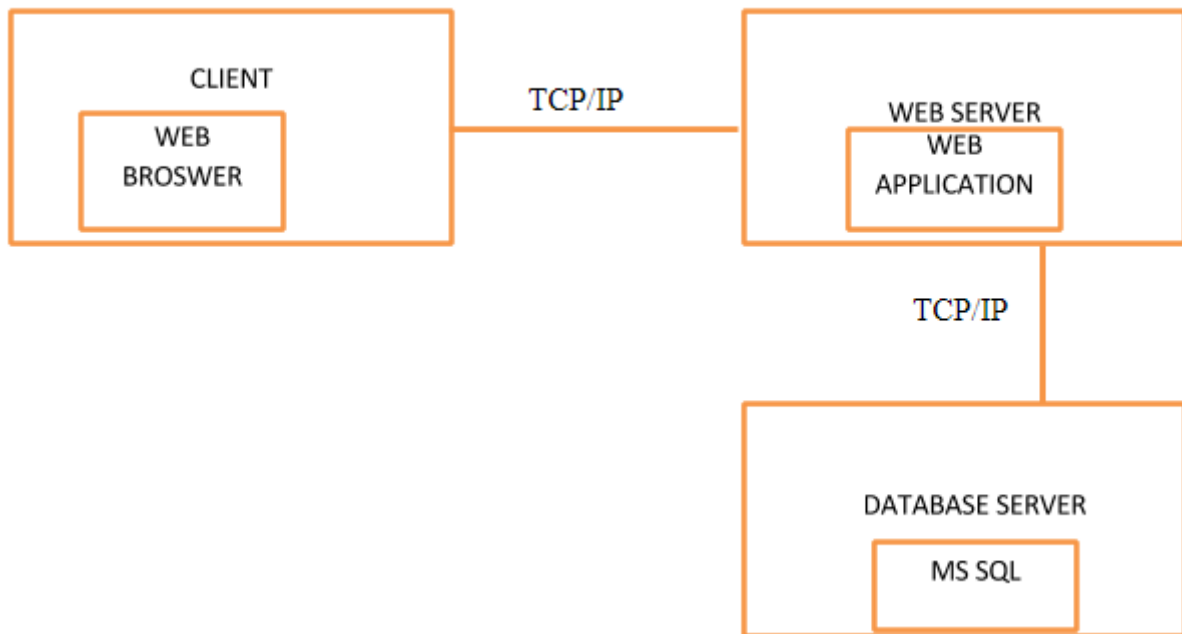 CLIENT
WEB
BROSWER
TCP/IP
WEB SERVER
WEB
APPLICATION
TCP/IP
DATABASE SERVER
MS SQL